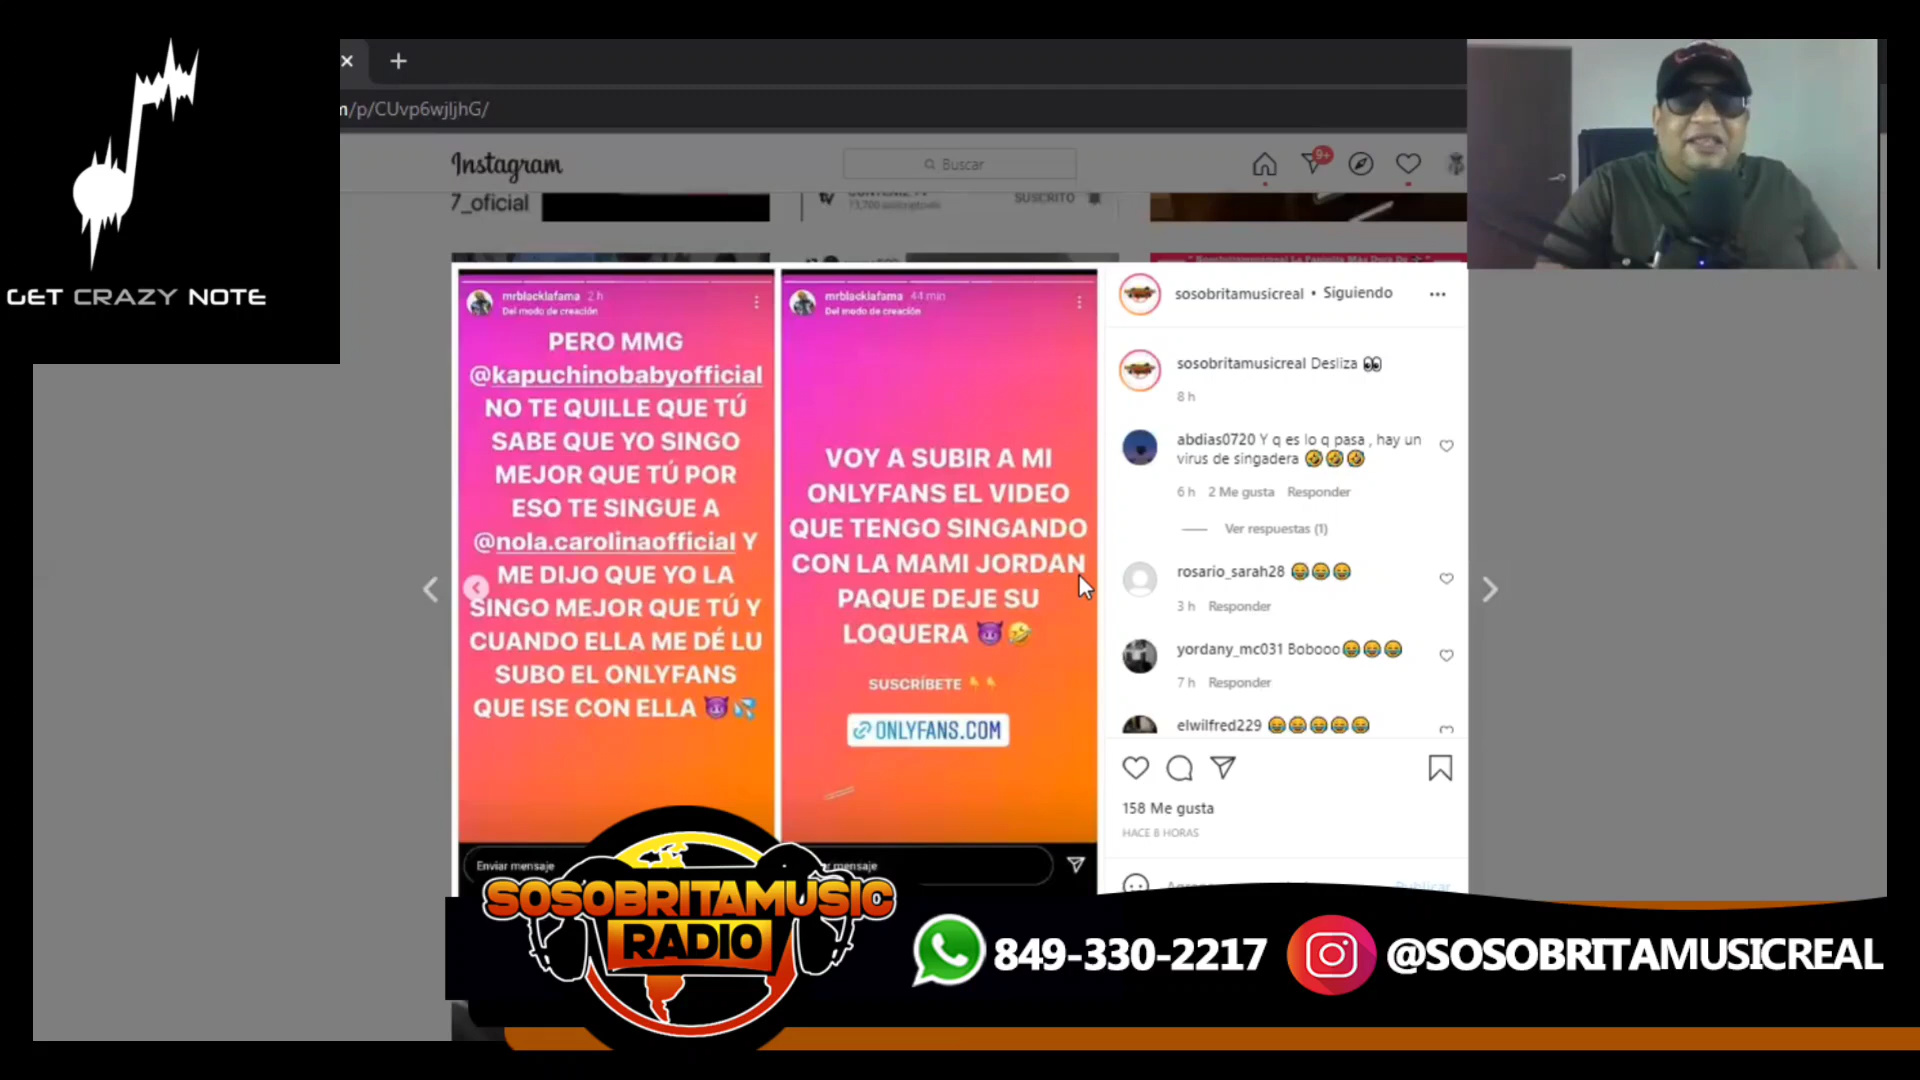 GET CRAZY NOTE
m/p/CUvp6wjljhG/
Instagram
Buscar
9+
7_oficial
SUSCRITO
mrblacklafama 2 h
Del modo de creación
PERO MMG
@kapuchinobabyofficial
NO TE QUILLE QUE TÚ
SABE QUE YO SINGO
MEJOR QUE TÚ POR
ESO TE SINGUE A
@nola.carolinaofficial Y
ME DIJO QUE YO LA
SINGO MEJOR QUE TÚ Y
CUANDO ELLA ME DÉ LU
SUBO EL ONLYFANS
QUE ISE CON ELLA 😈💦
Enviar mensaje
mrblacklafama 44 min
Del modo de creación
VOY A SUBIR A MI
ONLYFANS EL VIDEO
QUE TENGO SINGANDO
CON LA MAMI JORDAN
PAQUE DEJE SU
LOQUERA 😈🤣
SUSCRÍBETE 👇👇
ONLYFANS.COM
mensaje
sosobritamusicreal • Siguiendo
sosobritamusicreal Desliza 👀
8 h
abdias0720 Y q es lo q pasa , hay un
virus de singadera 🤣🤣🤣
6 h 2 Me gusta Responder
Ver respuestas (1)
rosario_sarah28 😂😂😂
3 h Responder
yordany_mc031 Bobooo😂😂😂
7 h Responder
elwilfred229 😂😂😂😂😂
158 Me gusta
HACE 8 HORAS
Publicar
SOSOBRITAMUSIC
RADIO
849-330-2217
@SOSOBRITAMUSICREAL